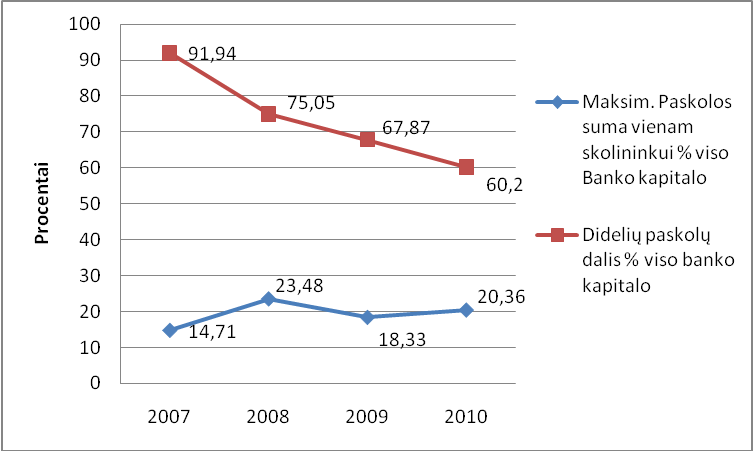 100
90
80
70
60
50
40
30
20
10
0
Procentai
91,94
75,05
67,87
60,2
14,71
23,48
18,33
20,36
2007 2008 2009 2010
Maksim. Paskolos
suma vienam
skolininkui % viso
Banko kapitalo
Didelių paskolų
dalis % viso banko
kapitalo